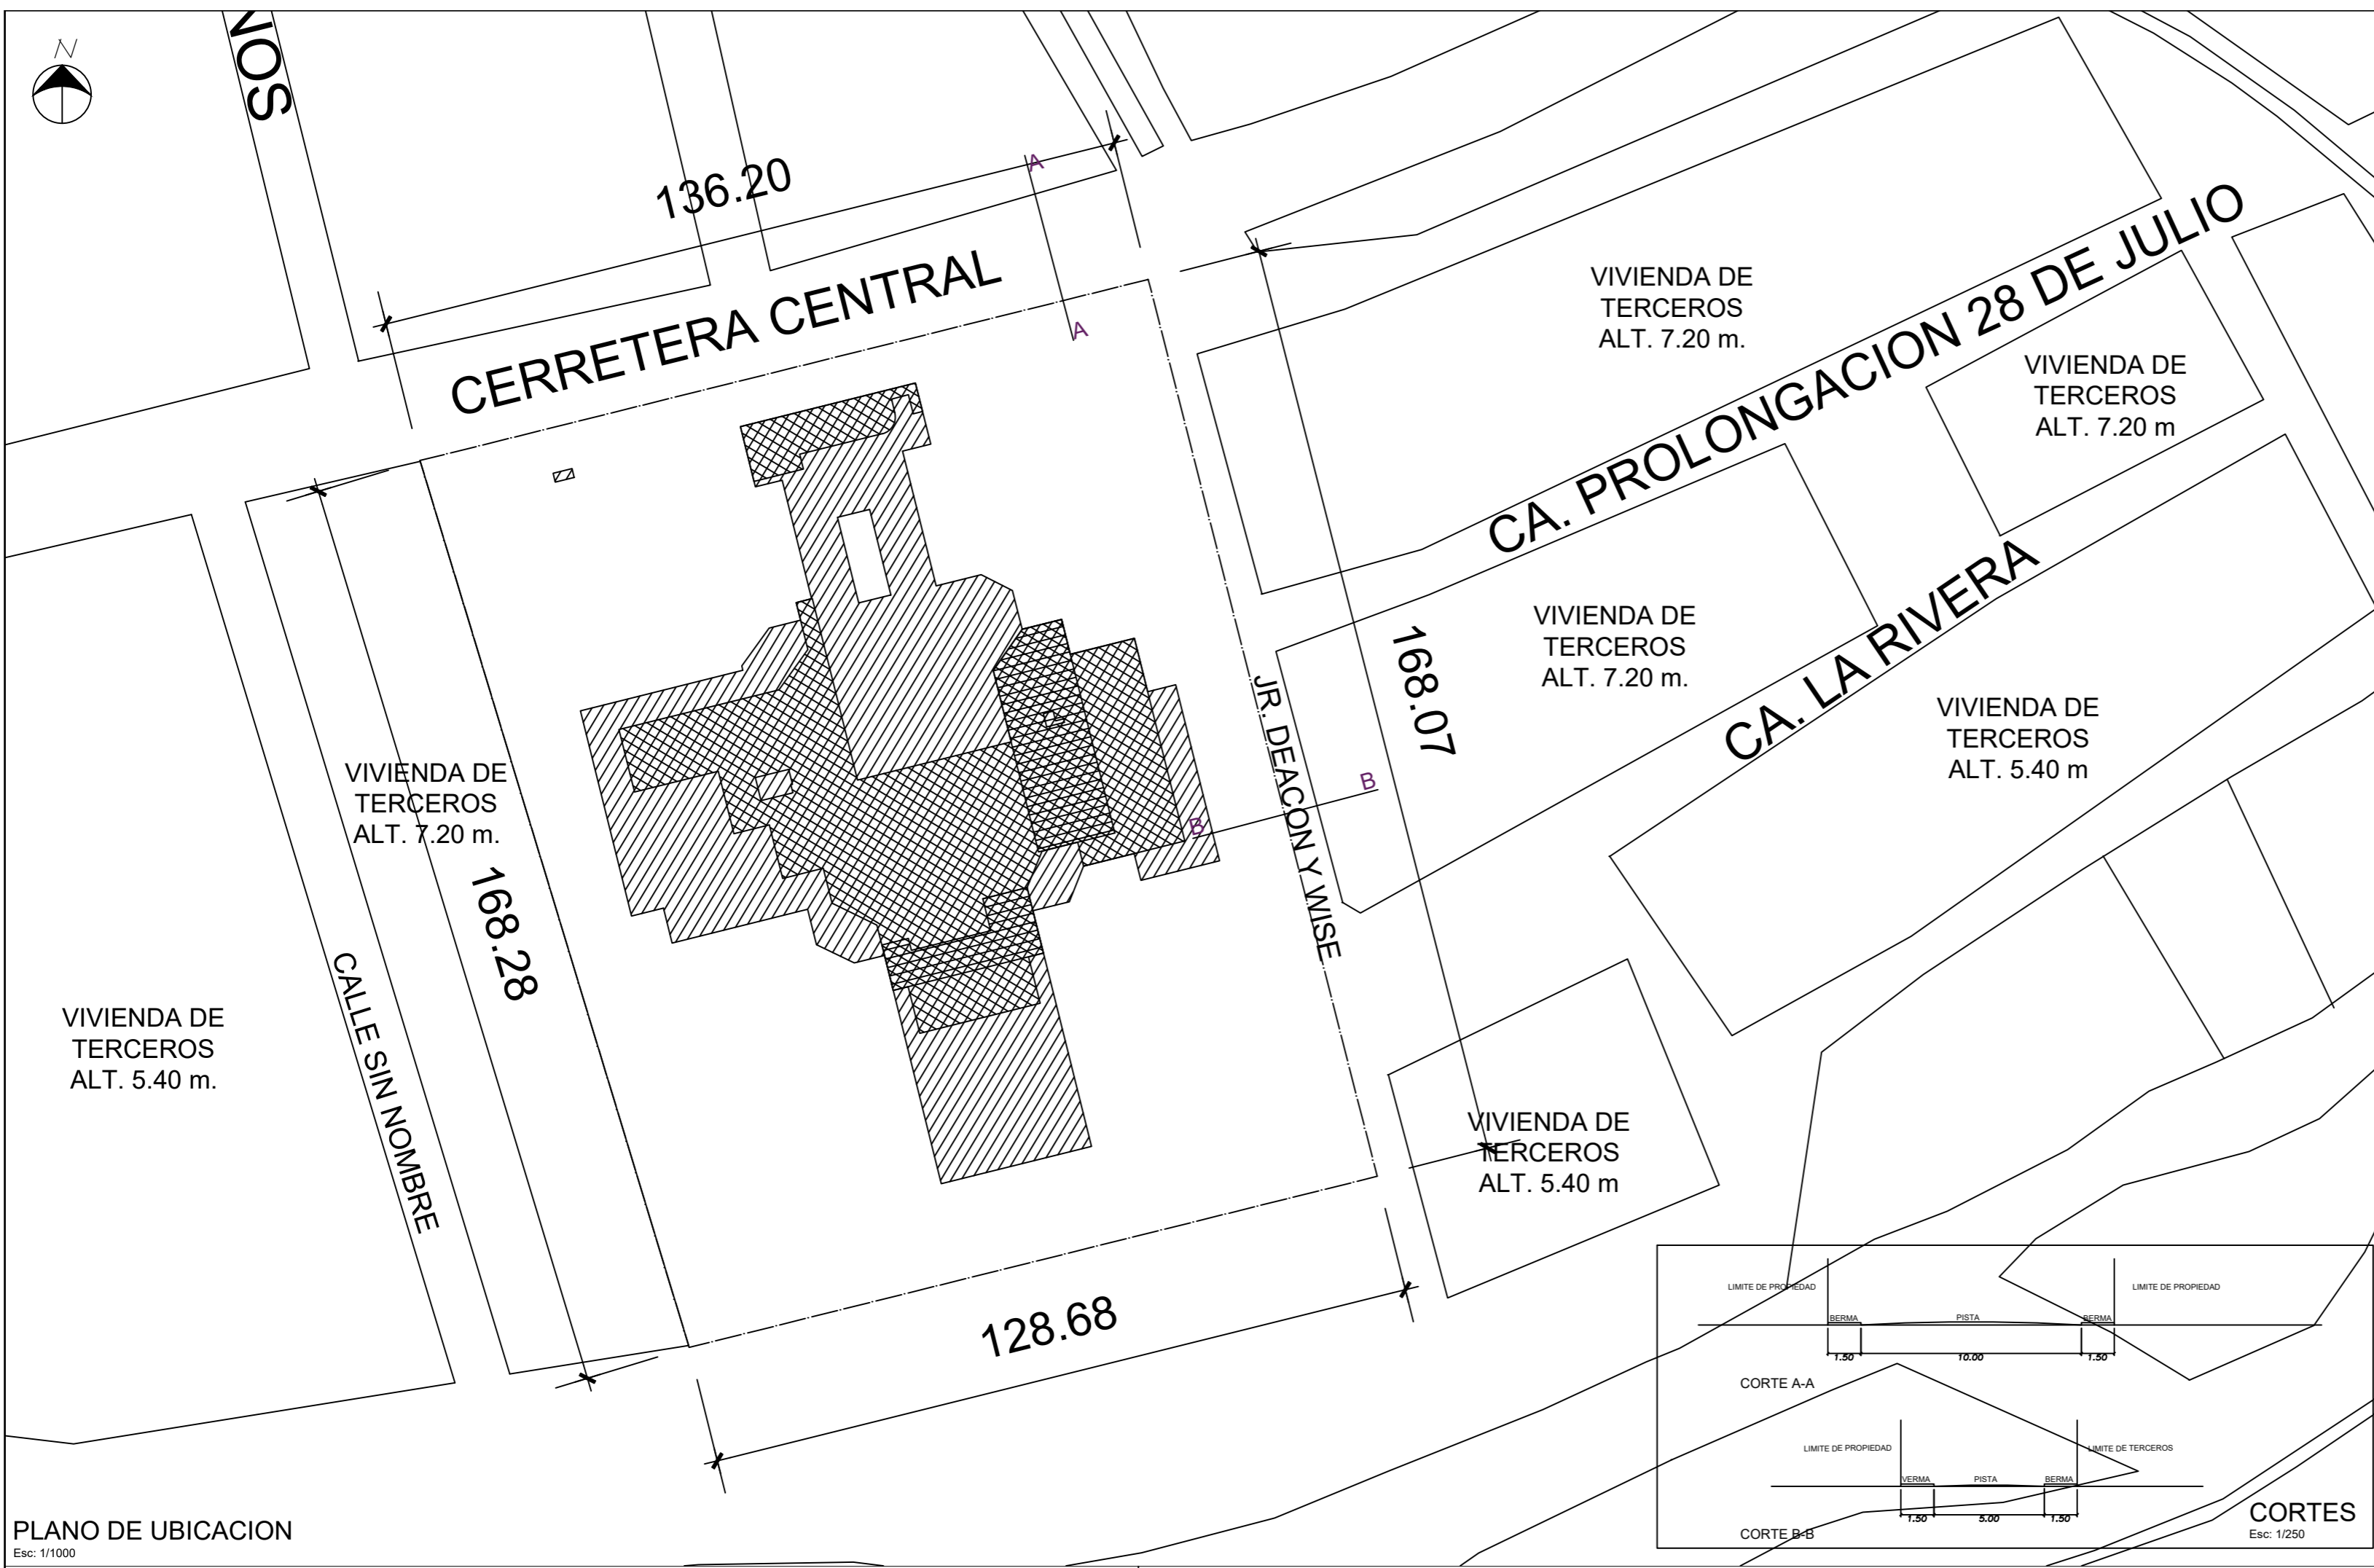 N
NOS
136.20
A
A
CERRETERA CENTRAL
CA. PROLONGACION 28 DE JULIO
VIVIENDA DE
TERCEROS
ALT. 7.20 m.
VIVIENDA DE
TERCEROS
ALT. 7.20 m
VIVIENDA DE
TERCEROS
ALT. 7.20 m.
CA. LA RIVERA
168.07
JR. DEACON Y WISE
B
B
VIVIENDA DE
TERCEROS
ALT. 5.40 m
VIVIENDA DE
TERCEROS
ALT. 7.20 m.
168.28
CALLE SIN NOMBRE
VIVIENDA DE
TERCEROS
ALT. 5.40 m.
VIVIENDA DE
TERCEROS
ALT. 5.40 m
128.68
LIMITE DE PROPIEDAD
LIMITE DE PROPIEDAD
BERMA
PISTA
BERMA
1.50
10.00
1.50
CORTE A-A
LIMITE DE PROPIEDAD
LIMITE DE TERCEROS
VERMA
PISTA
BERMA
1.50
5.00
1.50
CORTE B-B
CORTES
Esc: 1/250
PLANO DE UBICACION
Esc: 1/1000